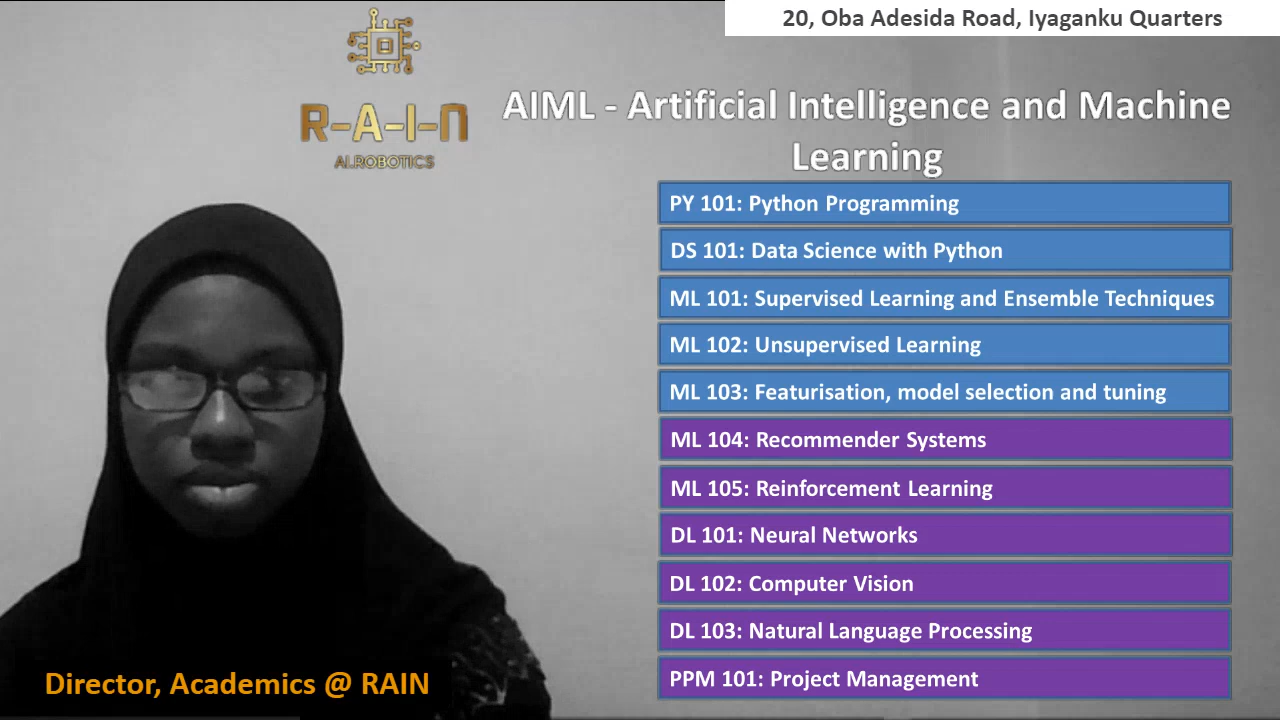 20, Oba Adesida Road, Iyaganku Quarters
R-A-I-N
AI.ROBOTICS
AIML - Artificial Intelligence and Machine
Learning
PY 101: Python Programming
DS 101: Data Science with Python
ML 101: Supervised Learning and Ensemble Techniques
ML 102: Unsupervised Learning
ML 103: Featurisation, model selection and tuning
ML 104: Recommender Systems
ML 105: Reinforcement Learning
DL 101: Neural Networks
DL 102: Computer Vision
DL 103: Natural Language Processing
PPM 101: Project Management
Director, Academics @ RAIN